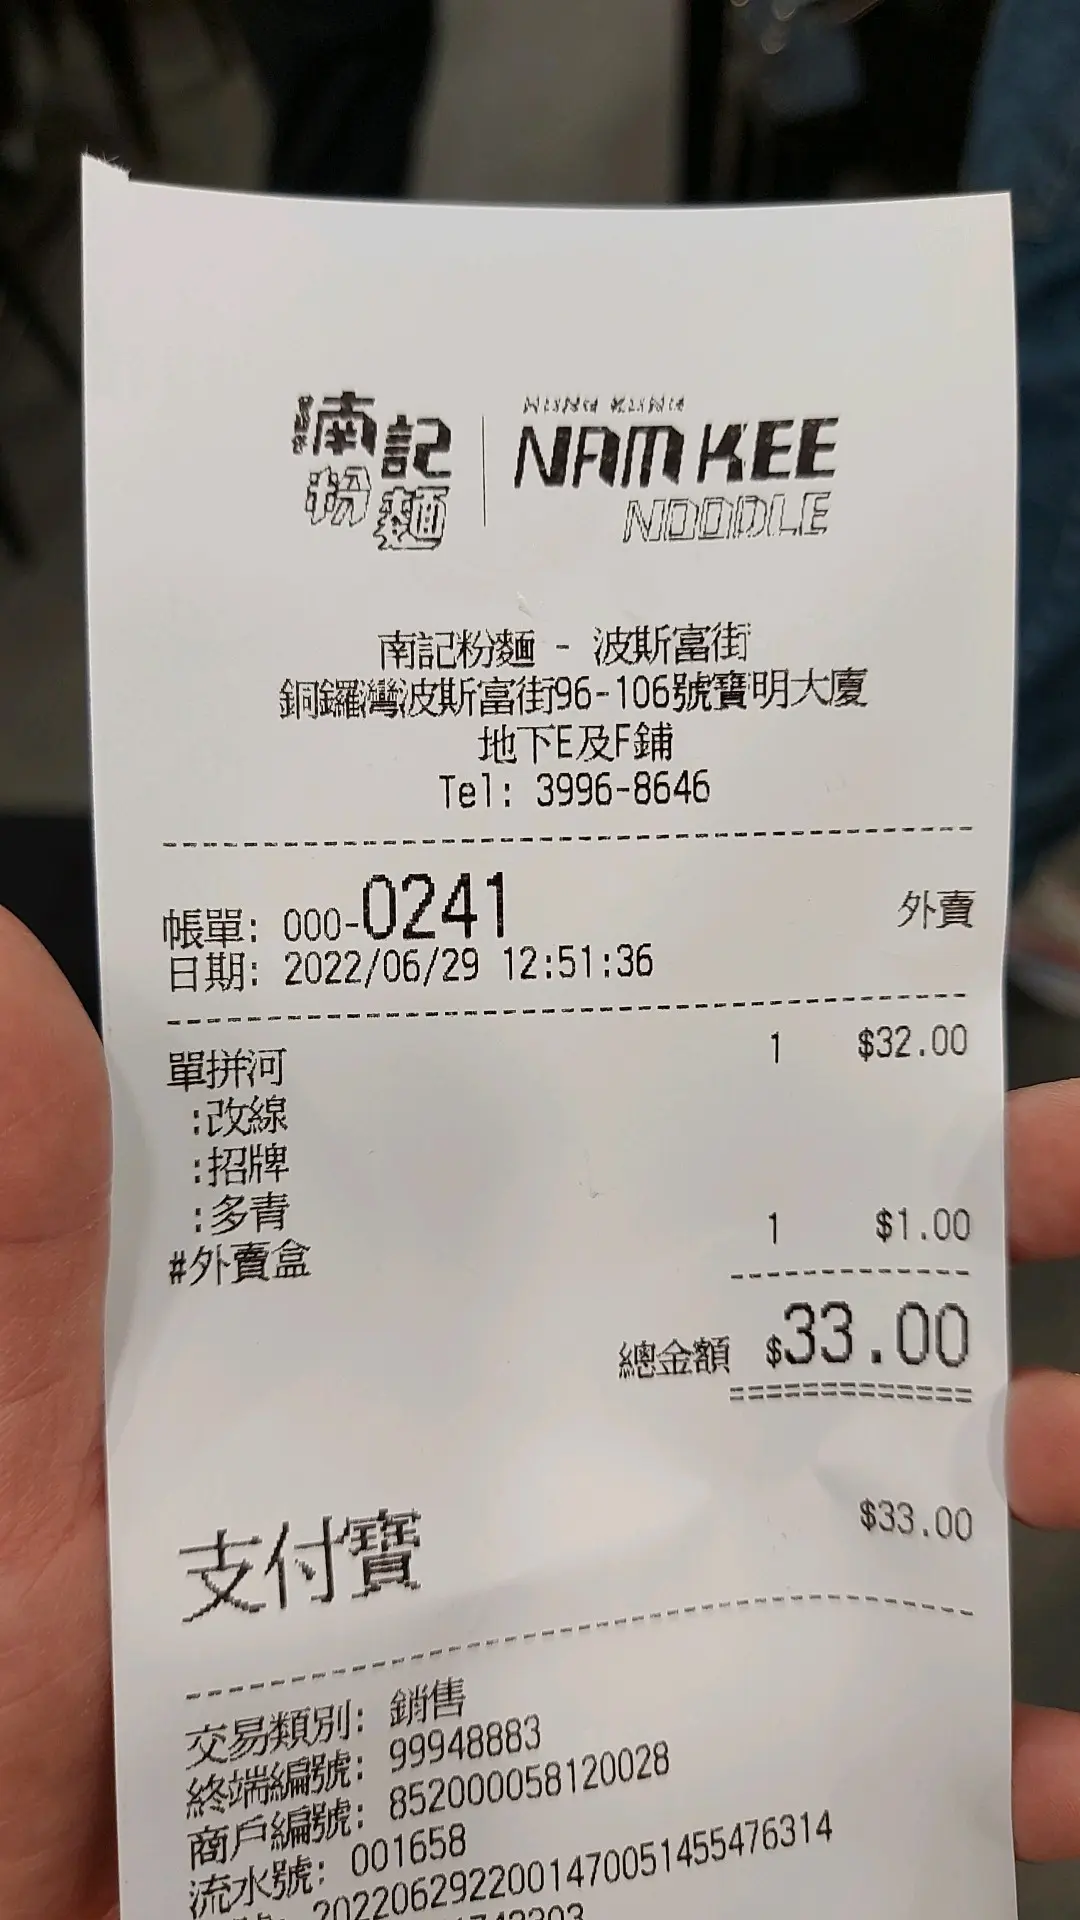 南記粉麵
NAM KEE
NOODLE
南記粉麵 - 波斯富街
銅鑼灣波斯富街96-106號寶明大廈
地下E及F鋪
Tel: 3996-8646
帳單: 000-0241 外賣
日期: 2022/06/29 12:51:36
單拼河 1 $32.00
:改線
:招牌
:多青
#外賣盒 1 $1.00
總金額 $33.00
支付寶 $33.00
交易類別: 銷售
終端編號: 99948883
商戶編號: 852000058120028
流水號: 001658
2022062922001470051455476314